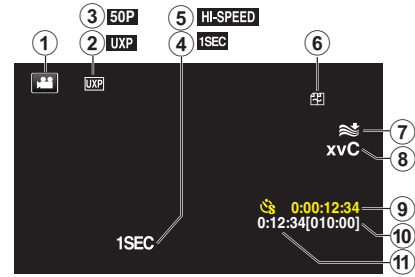 ③ 50P ⑤ HI-SPEED
① ② UXP ④ 1SEC ⑥
UXP
⑦
xvC ⑧
0:00:12:34 ⑨
0:12:34[010:00] ⑩
1SEC
⑪